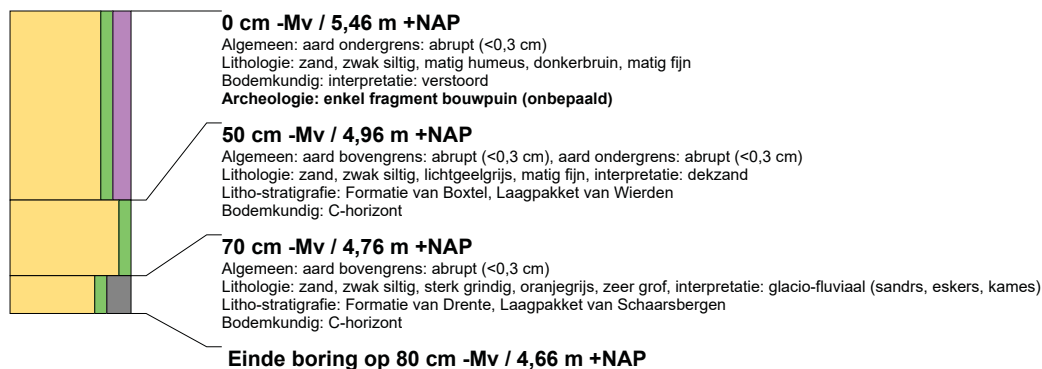 0 cm -Mv / 5,46 m +NAP
Algemeen: aard ondergrens: abrupt (<0,3 cm)
Lithologie: zand, zwak siltig, matig humeus, donkerbruin, matig fijn
Bodemkundig: interpretatie: verstoord
Archeologie: enkel fragment bouwpuin (onbepaald)
50 cm -Mv / 4,96 m +NAP
Algemeen: aard bovengrens: abrupt (<0,3 cm), aard ondergrens: abrupt (<0,3 cm)
Lithologie: zand, zwak siltig, lichtgeelgrijs, matig fijn, interpretatie: dekzand
Litho-stratigrafie: Formatie van Boxtel, Laagpakket van Wierden
Bodemkundig: C-horizont
70 cm -Mv / 4,76 m +NAP
Algemeen: aard bovengrens: abrupt (<0,3 cm)
Lithologie: zand, zwak siltig, sterk grindig, oranjegrijs, zeer grof, interpretatie: glacio-fluviaal (sandrs, eskers, kames)
Litho-stratigrafie: Formatie van Drente, Laagpakket van Schaarsbergen
Bodemkundig: C-horizont
Einde boring op 80 cm -Mv / 4,66 m +NAP